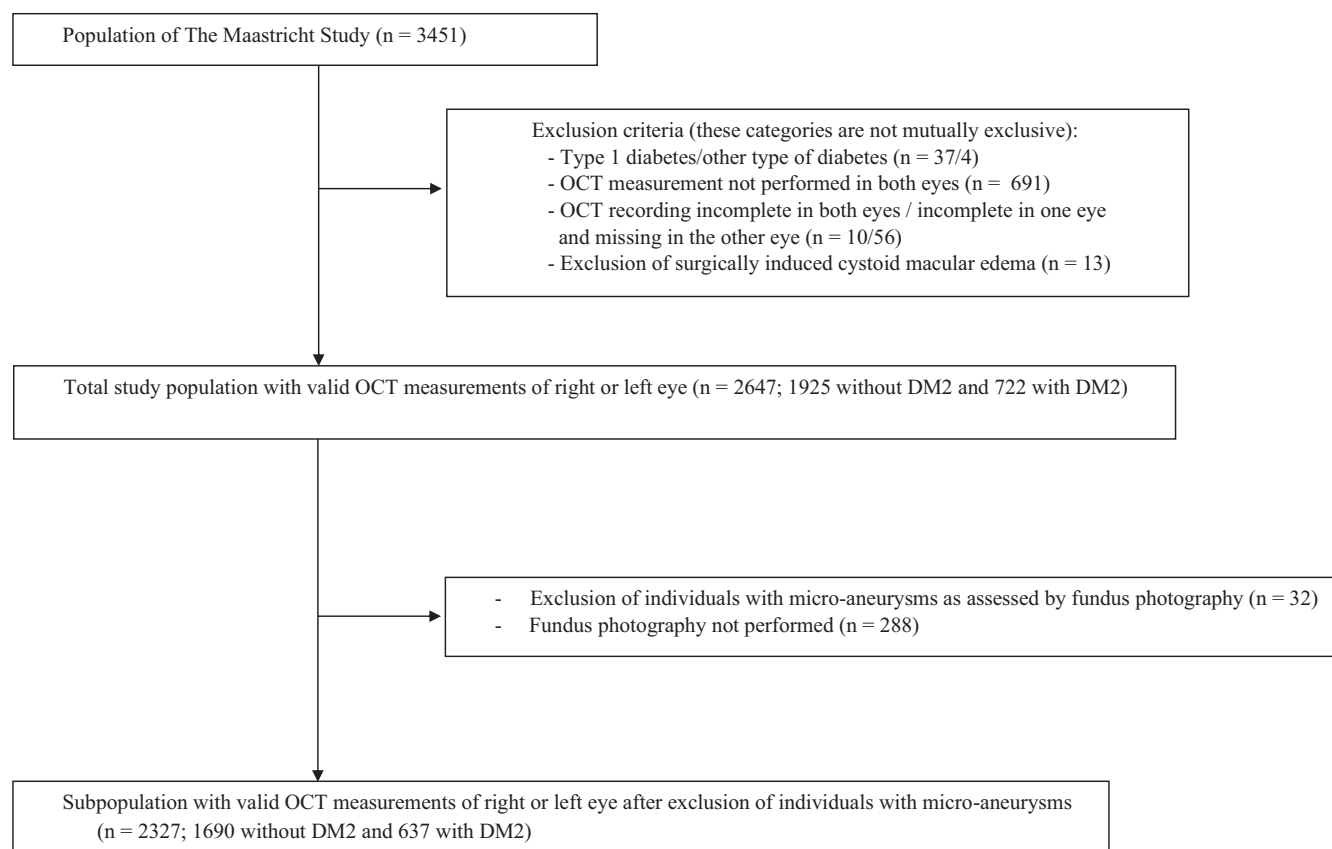 Population of The Maastricht Study (n = 3451)
Exclusion criteria (these categories are not mutually exclusive):
- Type 1 diabetes/other type of diabetes (n = 37/4)
- OCT measurement not performed in both eyes (n =  691)
- OCT recording incomplete in both eyes / incomplete in one eye
and missing in the other eye (n = 10/56)
- Exclusion of surgically induced cystoid macular edema (n = 13)
Total study population with valid OCT measurements of right or left eye (n = 2647; 1925 without DM2 and 722 with DM2)
- Exclusion of individuals with micro-aneurysms as assessed by fundus photography (n = 32)
- Fundus photography not performed (n = 288)
Subpopulation with valid OCT measurements of right or left eye after exclusion of individuals with micro-aneurysms
(n = 2327; 1690 without DM2 and 637 with DM2)